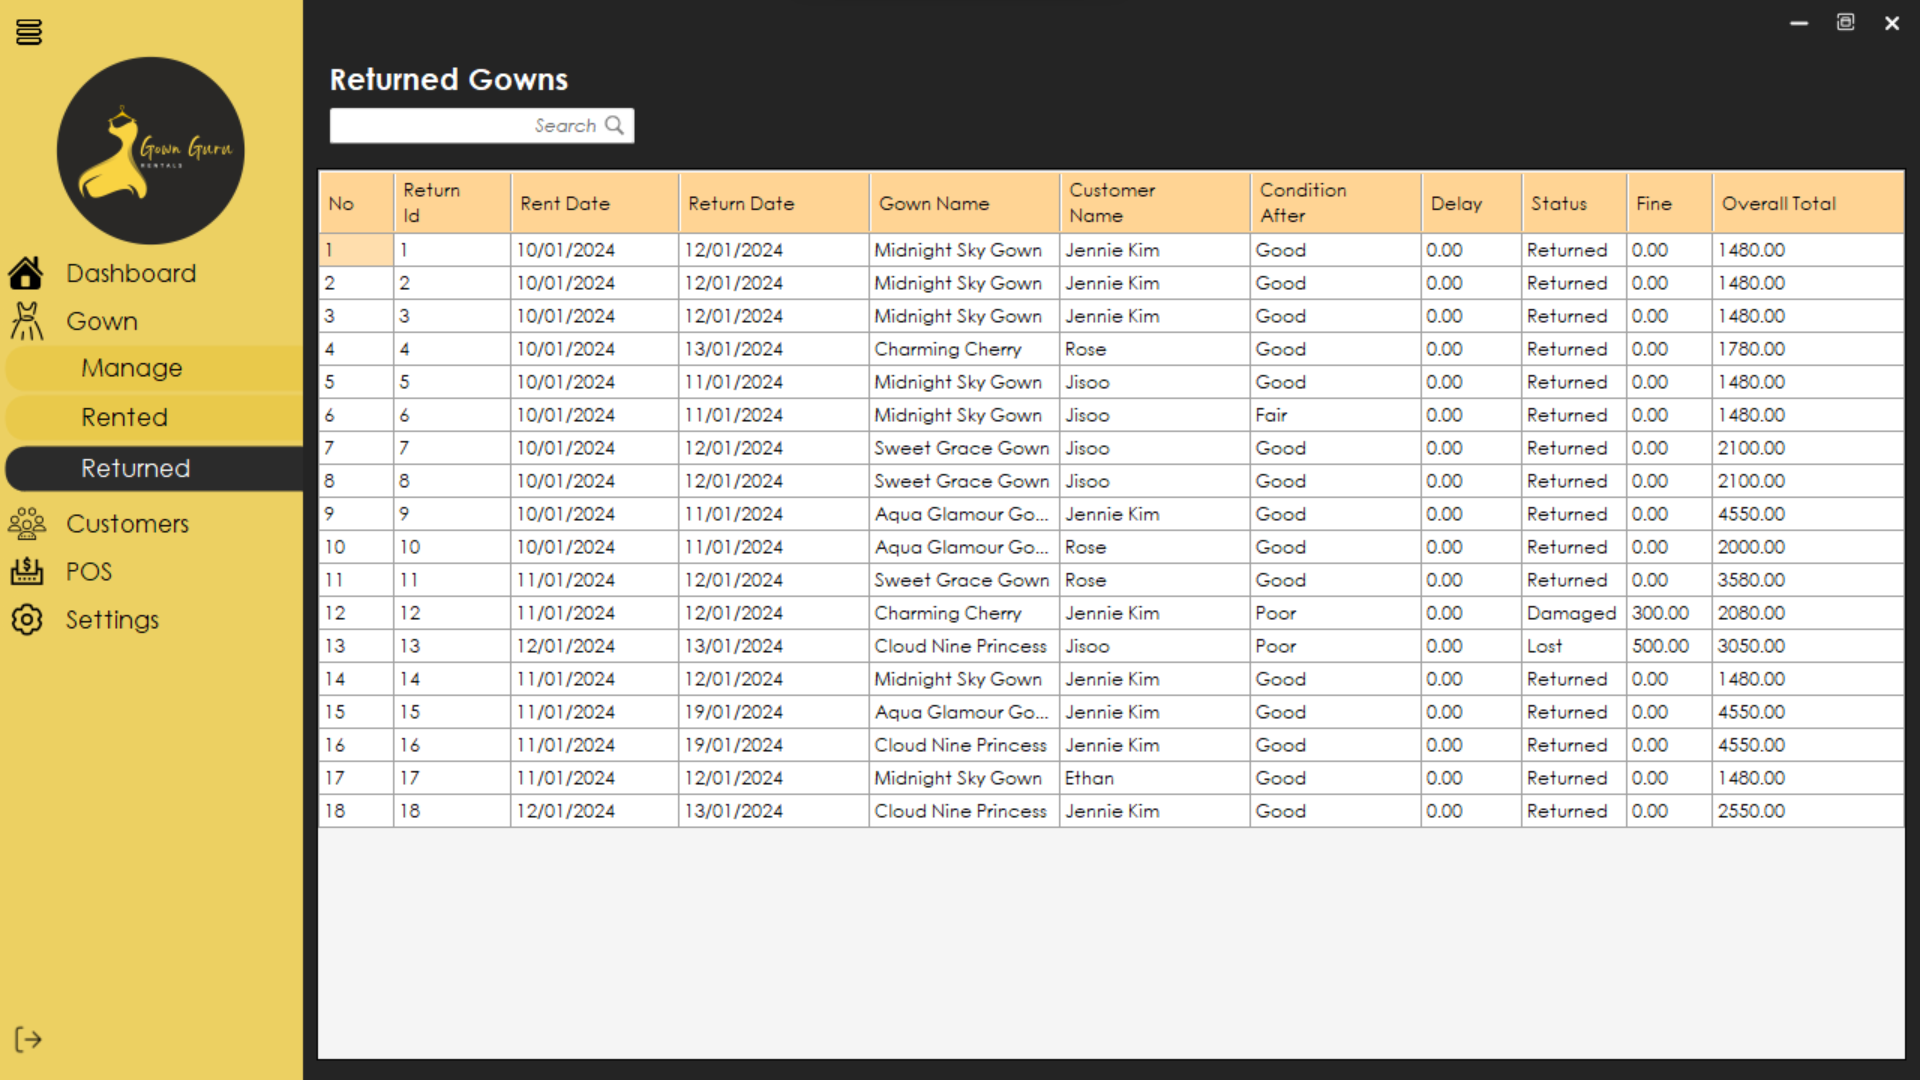 Gown Guru
RENTALS
Dashboard
Gown
Manage
Rented
Returned
Customers
POS
Settings
Returned Gowns
Search
No Return Id Rent Date Return Date Gown Name Customer Name Condition After Delay Status Fine Overall Total
1 1 10/01/2024 12/01/2024 Midnight Sky Gown Jennie Kim Good 0.00 Returned 0.00 1480.00
2 2 10/01/2024 12/01/2024 Midnight Sky Gown Jennie Kim Good 0.00 Returned 0.00 1480.00
3 3 10/01/2024 12/01/2024 Midnight Sky Gown Jennie Kim Good 0.00 Returned 0.00 1480.00
4 4 10/01/2024 13/01/2024 Charming Cherry Rose Good 0.00 Returned 0.00 1780.00
5 5 10/01/2024 11/01/2024 Midnight Sky Gown Jisoo Good 0.00 Returned 0.00 1480.00
6 6 10/01/2024 11/01/2024 Midnight Sky Gown Jisoo Fair 0.00 Returned 0.00 1480.00
7 7 10/01/2024 12/01/2024 Sweet Grace Gown Jisoo Good 0.00 Returned 0.00 2100.00
8 8 10/01/2024 12/01/2024 Sweet Grace Gown Jisoo Good 0.00 Returned 0.00 2100.00
9 9 10/01/2024 11/01/2024 Aqua Glamour Go... Jennie Kim Good 0.00 Returned 0.00 4550.00
10 10 10/01/2024 11/01/2024 Aqua Glamour Go... Rose Good 0.00 Returned 0.00 2000.00
11 11 11/01/2024 12/01/2024 Sweet Grace Gown Rose Good 0.00 Returned 0.00 3580.00
12 12 11/01/2024 12/01/2024 Charming Cherry Jennie Kim Poor 0.00 Damaged 300.00 2080.00
13 13 12/01/2024 13/01/2024 Cloud Nine Princess Jisoo Poor 0.00 Lost 500.00 3050.00
14 14 11/01/2024 12/01/2024 Midnight Sky Gown Jennie Kim Good 0.00 Returned 0.00 1480.00
15 15 11/01/2024 19/01/2024 Aqua Glamour Go... Jennie Kim Good 0.00 Returned 0.00 4550.00
16 16 11/01/2024 19/01/2024 Cloud Nine Princess Jennie Kim Good 0.00 Returned 0.00 4550.00
17 17 11/01/2024 12/01/2024 Midnight Sky Gown Ethan Good 0.00 Returned 0.00 1480.00
18 18 12/01/2024 13/01/2024 Cloud Nine Princess Jennie Kim Good 0.00 Returned 0.00 2550.00